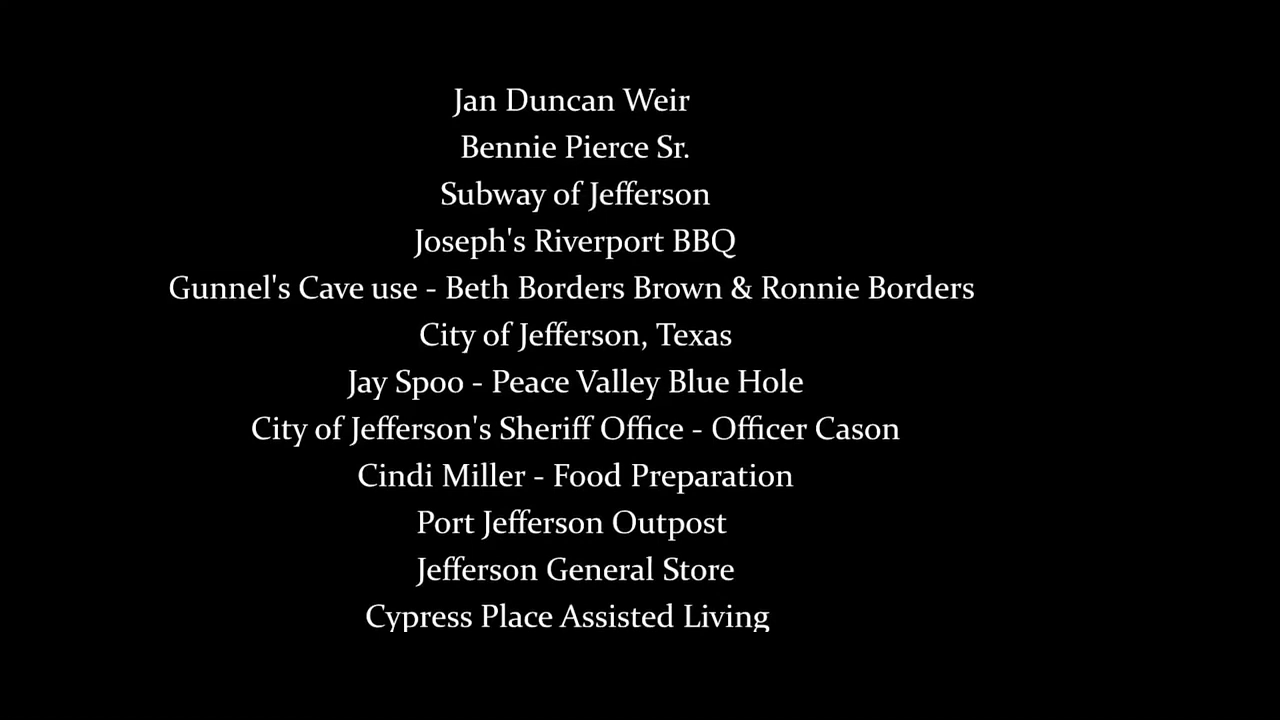 Jan Duncan Weir
Bennie Pierce Sr.
Subway of Jefferson
Joseph's Riverport BBQ
Gunnel's Cave use - Beth Borders Brown & Ronnie Borders
City of Jefferson, Texas
Jay Spoo - Peace Valley Blue Hole
City of Jefferson's Sheriff Office - Officer Cason
Cindi Miller - Food Preparation
Port Jefferson Outpost
Jefferson General Store
Cypress Place Assisted Living